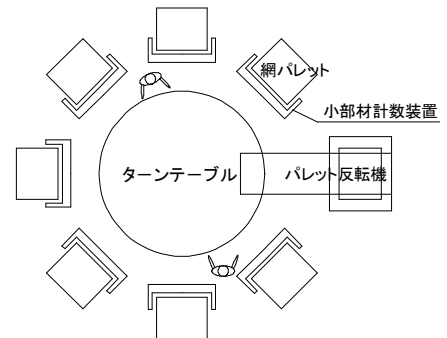 網パレット
小部材計数装置
ターンテーブル
パレット反転機